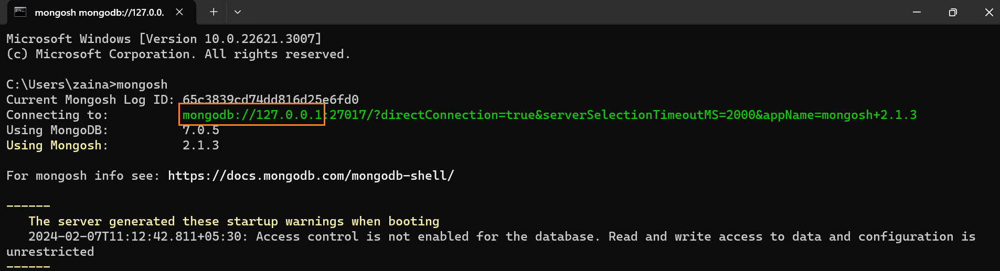 mongosh mongodb://127.0.0.
Microsoft Windows [Version 10.0.22621.3007]
(c) Microsoft Corporation. All rights reserved.
C:\Users\zaina>mongosh
Current Mongosh Log ID: 65c3839cd74dd816d25e6fd0
Connecting to: mongodb://127.0.0.1:27017/?directConnection=true&serverSelectionTimeoutMS=2000&appName=mongosh+2.1.3
Using MongoDB: 7.0.5
Using Mongosh: 2.1.3
For mongosh info see: https://docs.mongodb.com/mongodb-shell/
------
The server generated these startup warnings when booting
2024-02-07T11:12:42.811+05:30: Access control is not enabled for the database. Read and write access to data and configuration is
unrestricted
------